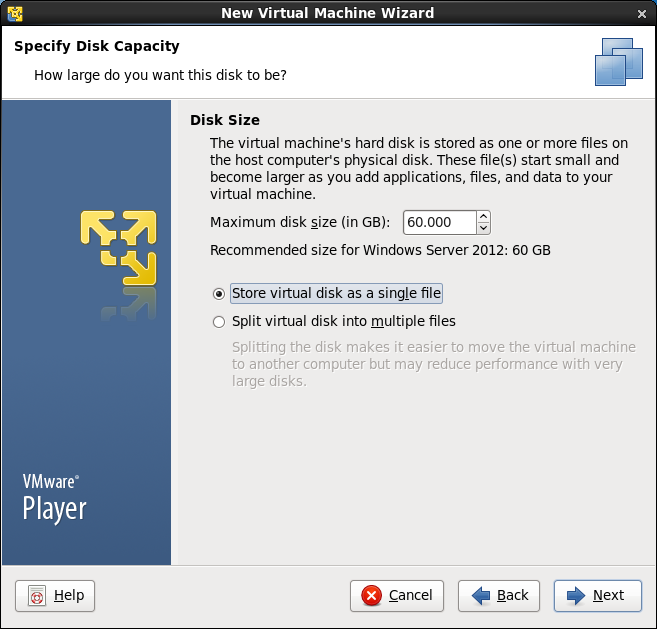 New Virtual Machine Wizard
Specify Disk Capacity
How large do you want this disk to be?
Disk Size
The virtual machine's hard disk is stored as one or more files on
the host computer's physical disk. These file(s) start small and
become larger as you add applications, files, and data to your
virtual machine.
Maximum disk size (in GB): 60.000
Recommended size for Windows Server 2012: 60 GB
Store virtual disk as a single file
Split virtual disk into multiple files
Splitting the disk makes it easier to move the virtual machine
to another computer but may reduce performance with very
large disks.
VMware®
Player
Help Cancel Back Next